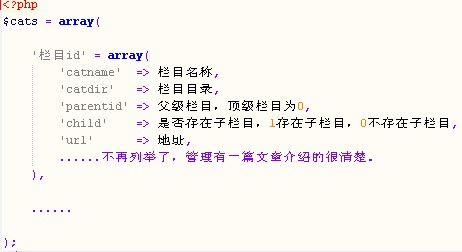 <?php
$cats = array(
'栏目id' = array(
'catname' => 栏目名称,
'catdir' => 栏目目录,
'parentid' => 父级栏目, 顶级栏目为0,
'child' => 是否存在子栏目, 1存在子栏目, 0不存在子栏目,
'url' => 地址,
......不再列举了, 管理有一篇文章介绍的很清楚.
),
......
);